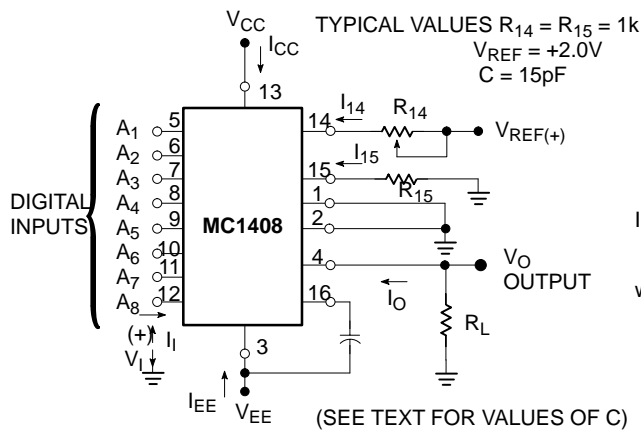 VCC
ICC
TYPICAL VALUES R14 = R15 = 1k
VREF = +2.0V
C = 15pF
13
DIGITAL
INPUTS
A1
A2
A3
A4
A5
A6
A7
A8
5
6
7
8
9
10
11
12
MC1408
14
15
1
2
4
16
3
I14
R14
VREF(+)
I15
R15
VO
OUTPUT
IO
RL
(+)
VI
II
IEE
VEE
I
w
(SEE TEXT FOR VALUES OF C)